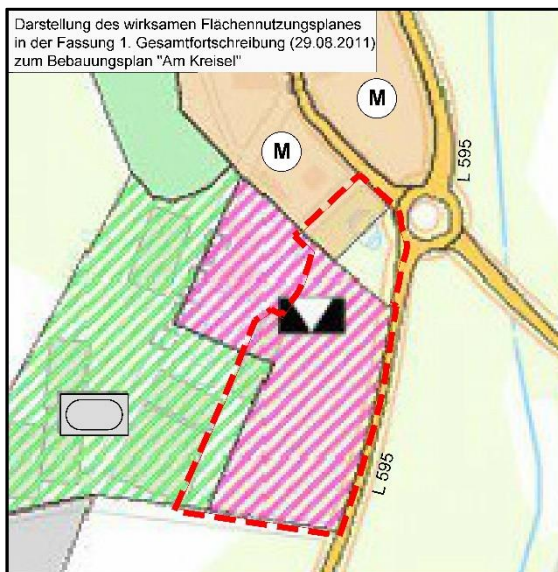 Darstellung des wirksamen Flächennutzungsplanes
in der Fassung 1. Gesamtfortschreibung (29.08.2011)
zum Bebauungsplan "Am Kreisel"
M
M
L 595
L 595